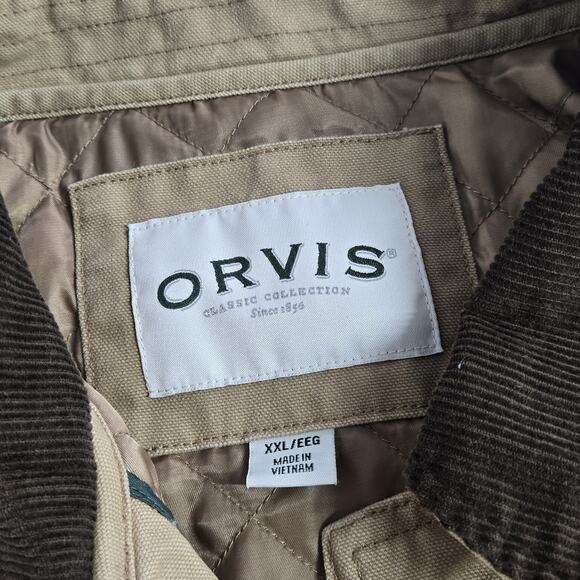 ORVIS®
CLASSIC COLLECTION
Since 1856
XXL/EEG
MADE IN
VIETNAM